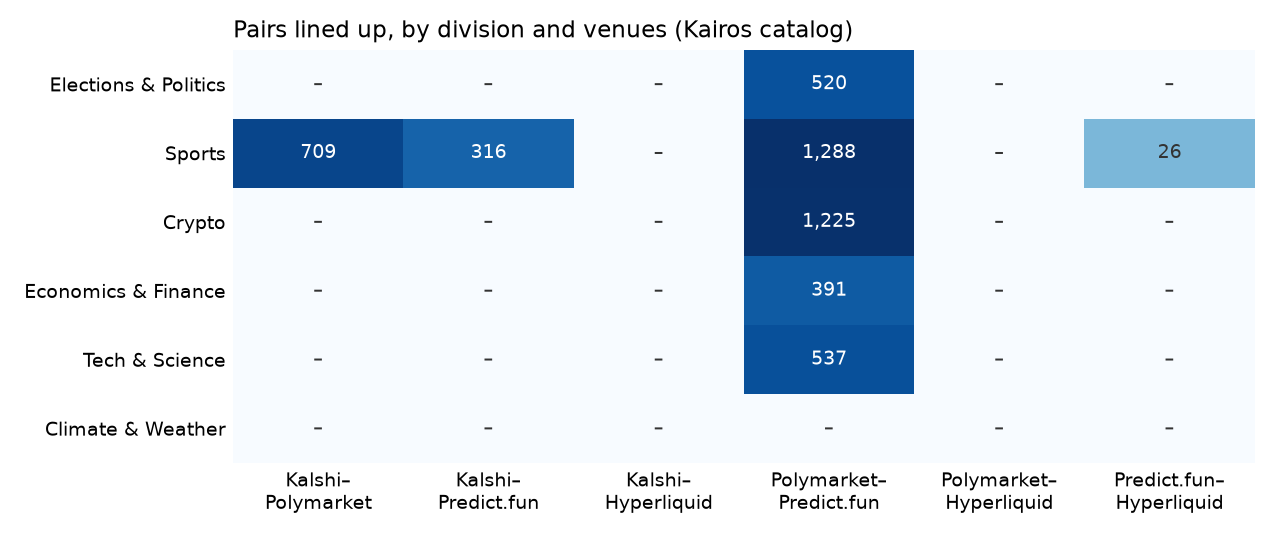 Pairs lined up, by division and venues (Kairos catalog)
Elections & Politics – – – 520 – –
Sports 709 316 – 1,288 – 26
Crypto – – – 1,225 – –
Economics & Finance – – – 391 – –
Tech & Science – – – 537 – –
Climate & Weather – – – – – –
Kalshi– Kalshi– Kalshi– Polymarket– Polymarket– Predict.fun–
Polymarket Predict.fun Hyperliquid Predict.fun Hyperliquid Hyperliquid